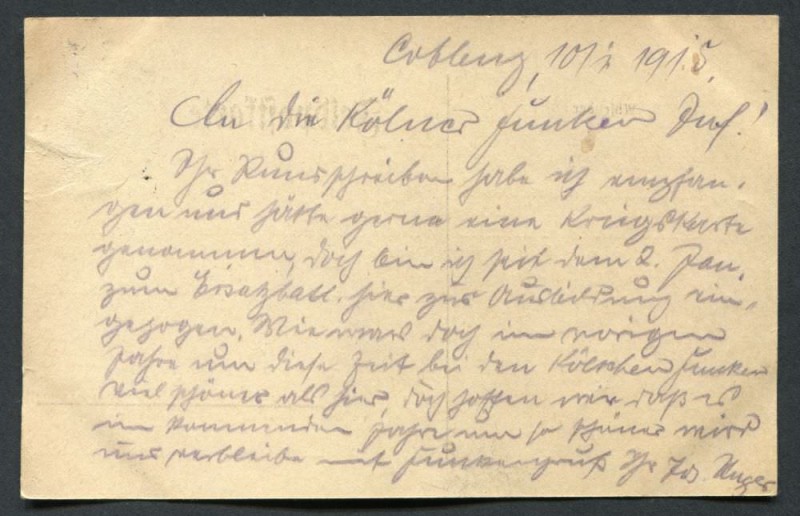 Coblenz, 10/I 1915.
An die Kölner Funken Inf.!
Ihr Rundschreiben habe ich empfan-
gen und hätte gerne eine Kriegskarte
genommen, doch bin ich seit dem 2. Jan.
zum Ersatzbatl. hier zur Ausbildung ein-
gezogen. Wie war doch im vorigen
Jahre um diese Zeit bei den Kölschen Funken
viel schöner als hier, doch hoffen wir daß es
im kommenden Jahre um so schöner wird
und verbleibe mit Funkengruß Ihr Jos. Unger